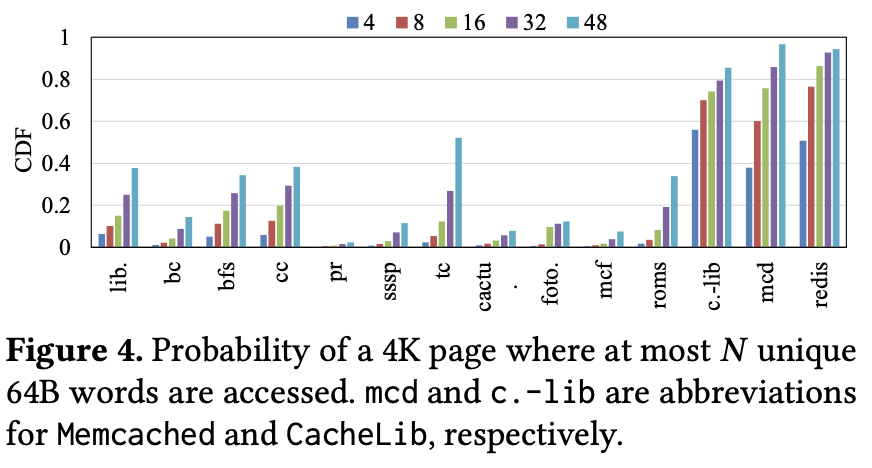 4 8 16 32 48
1
0.8
0.6
0.4
0.2
0
CDF
lib. bc bfs cc pr sssp tc cactu. foto. mcf roms c.-lib mcd redis
Figure 4. Probability of a 4K page where at most N unique
64B words are accessed. mcd and c.-lib are abbreviations
for Memcached and CacheLib, respectively.